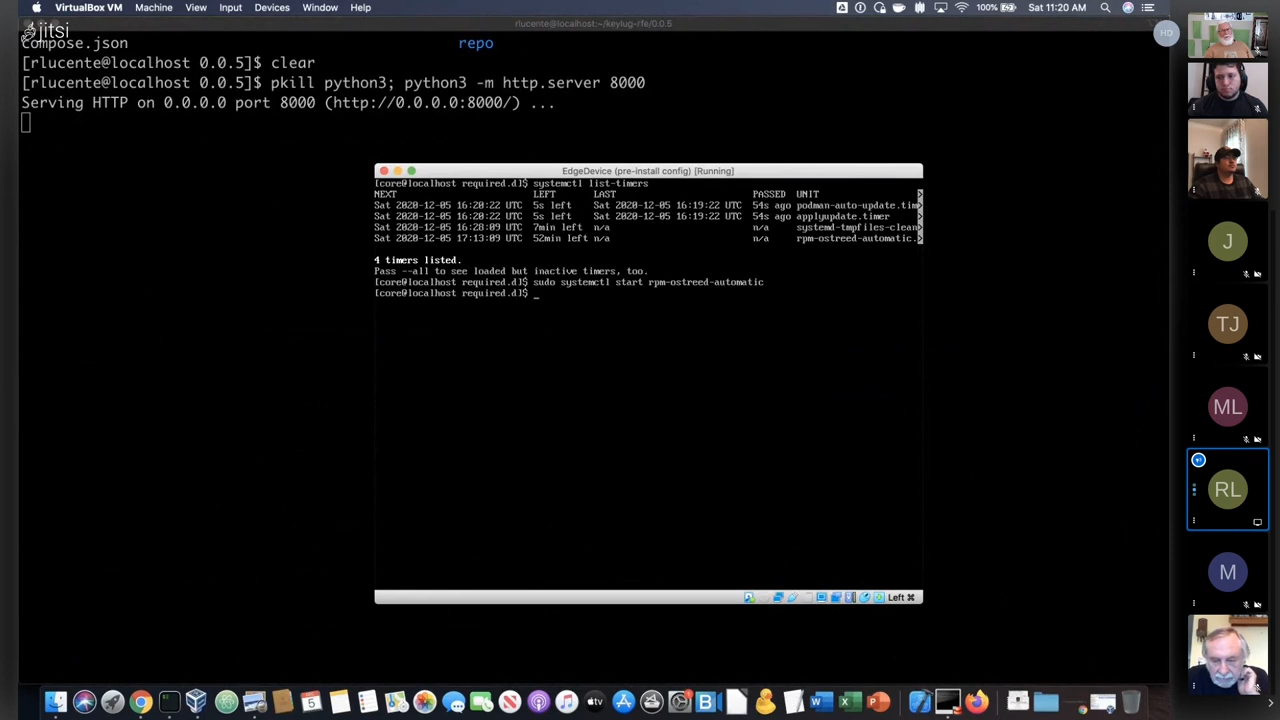 VirtualBox VM Machine View Input Devices Window Help
100% Sat 11:20 AM
jitsi
rlucente@localhost:~/keylug-rfe/0.0.5
compose.json repo
[rlucente@localhost 0.0.5]$ clear
[rlucente@localhost 0.0.5]$ pkill python3; python3 -m http.server 8000
Serving HTTP on 0.0.0.0 port 8000 (http://0.0.0.0:8000/) ...
EdgeDevice (pre-install config) [Running]
[core@localhost required.d]$ systemctl list-timers
NEXT LEFT LAST PASSED UNIT
Sat 2020-12-05 16:20:22 UTC 5s left Sat 2020-12-05 16:19:22 UTC 54s ago podman-auto-update.tim>
Sat 2020-12-05 16:20:22 UTC 5s left Sat 2020-12-05 16:19:22 UTC 54s ago applyupdate.timer >
Sat 2020-12-05 16:28:09 UTC 7min left n/a n/a systemd-tmpfiles-clean>
Sat 2020-12-05 17:13:09 UTC 52min left n/a n/a rpm-ostreed-automatic.>
4 timers listed.
Pass --all to see loaded but inactive timers, too.
[core@localhost required.d]$ sudo systemctl start rpm-ostreed-automatic
[core@localhost required.d]$ _
Left ⌘
HD
J
TJ
ML
RL
M